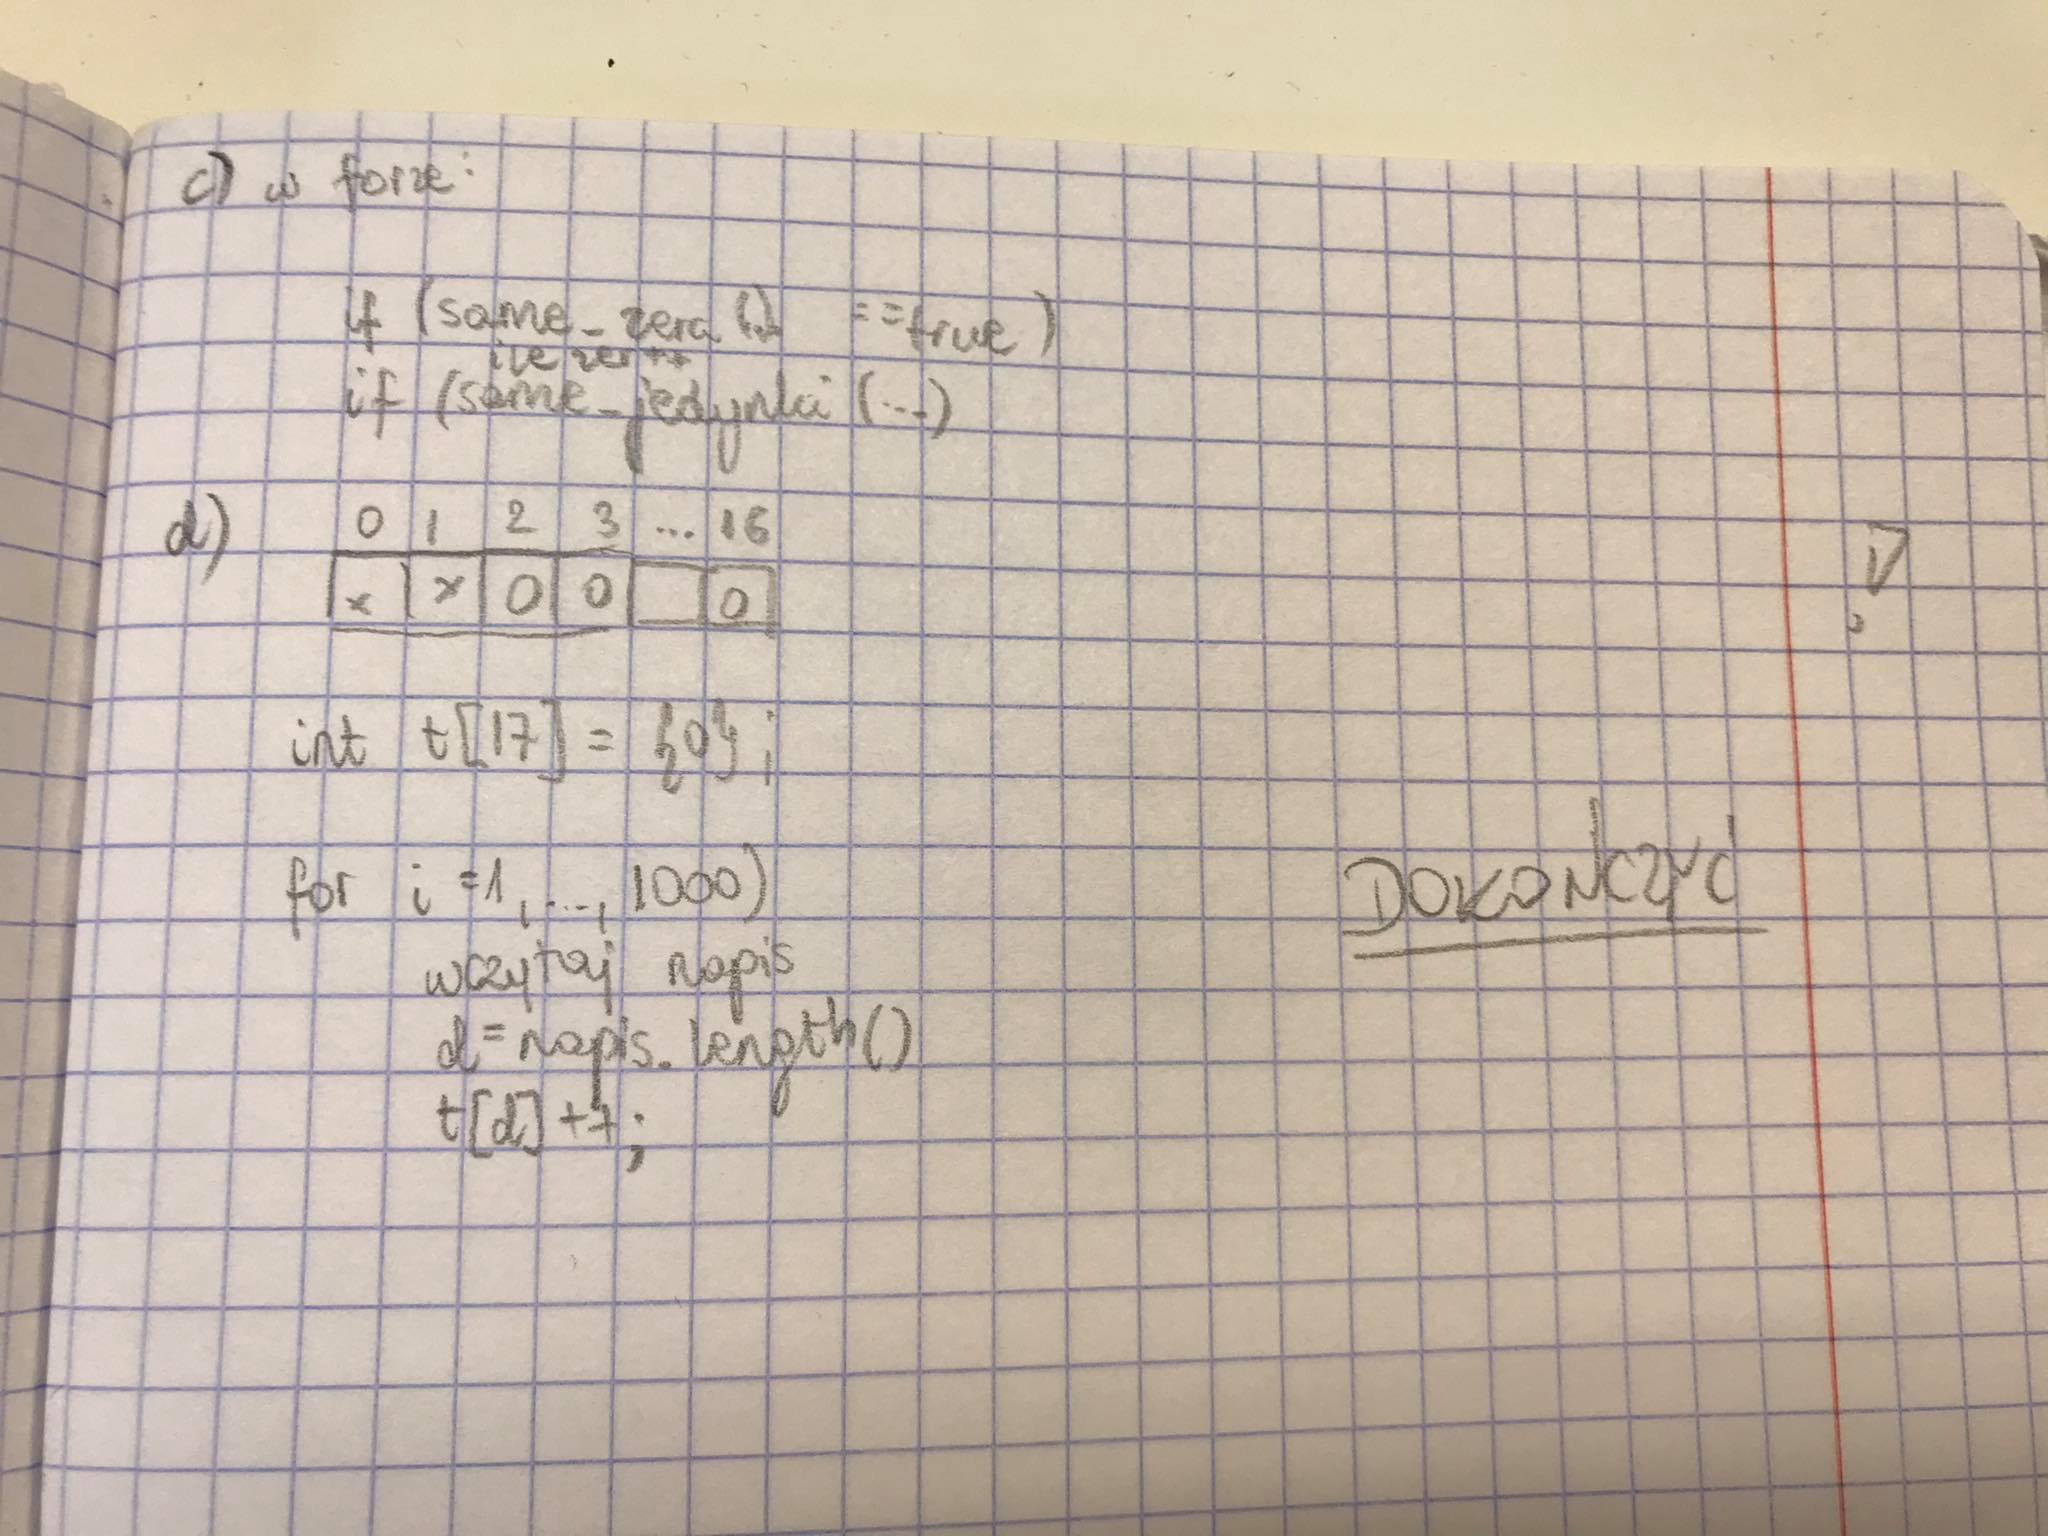 c) w forze:
if (same_zera (..) ==true)
ile zer++
if (same_jedynki (...)
d) 0 1 2 3 ... 16
x x 0 0 0
int t[17] = {0};
for i =1, ..., 1000)
DOKOŃCZYĆ
wczytaj napis
d = napis.length()
t[d]++;